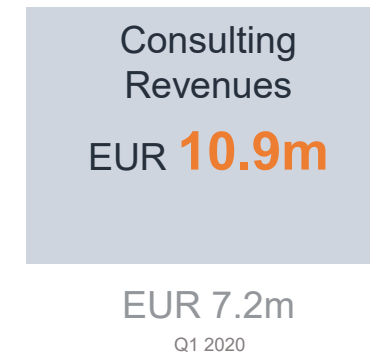 Consulting
Revenues
EUR 10.9m
EUR 7.2m
Q1 2020